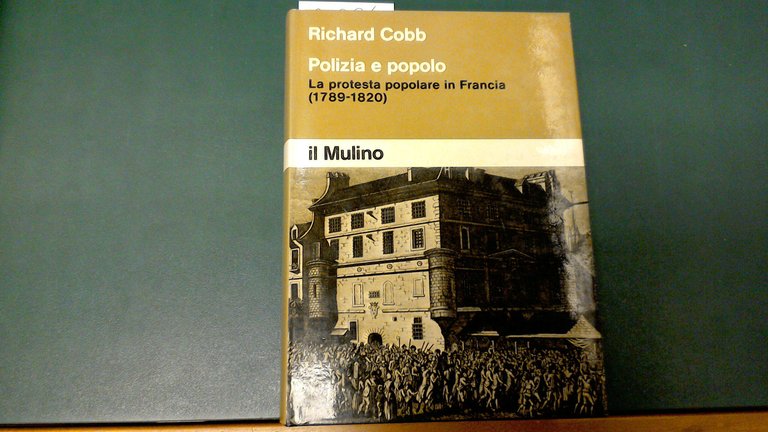 Richard Cobb
Polizia e popolo
La protesta popolare in Francia
(1789-1820)
il Mulino